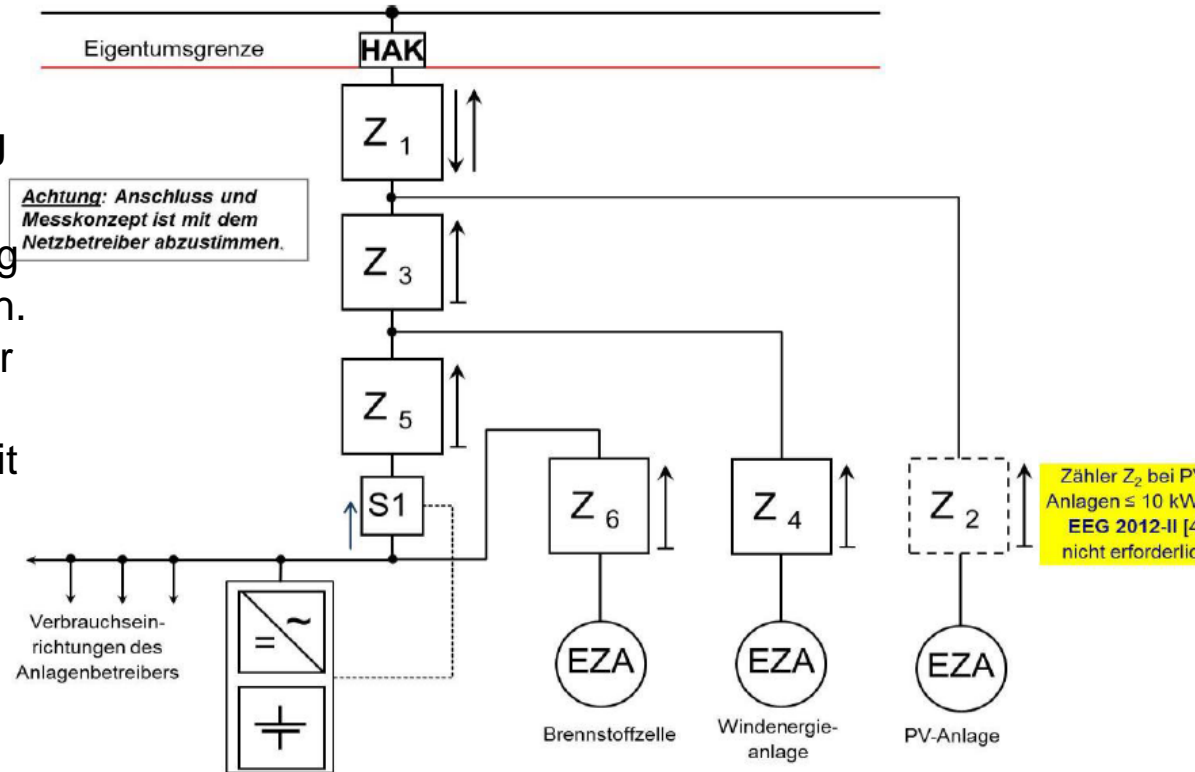 Eigentumsgrenze
HAK
Z 1
g
Achtung: Anschluss und
Messkonzept ist mit dem
Netzbetreiber abzustimmen.
g
n.
r
it
Z 3
Z 5
S1
Z 6
Z 4
Z 2
Zähler Z2 bei PV
Anlagen ≤ 10 kW
EEG 2012-II [4
nicht erforderlic
Verbrauchsein-
richtungen des
Anlagenbetreibers
= ~
EZA
EZA
EZA
Brennstoffzelle
Windenergie-
anlage
PV-Anlage